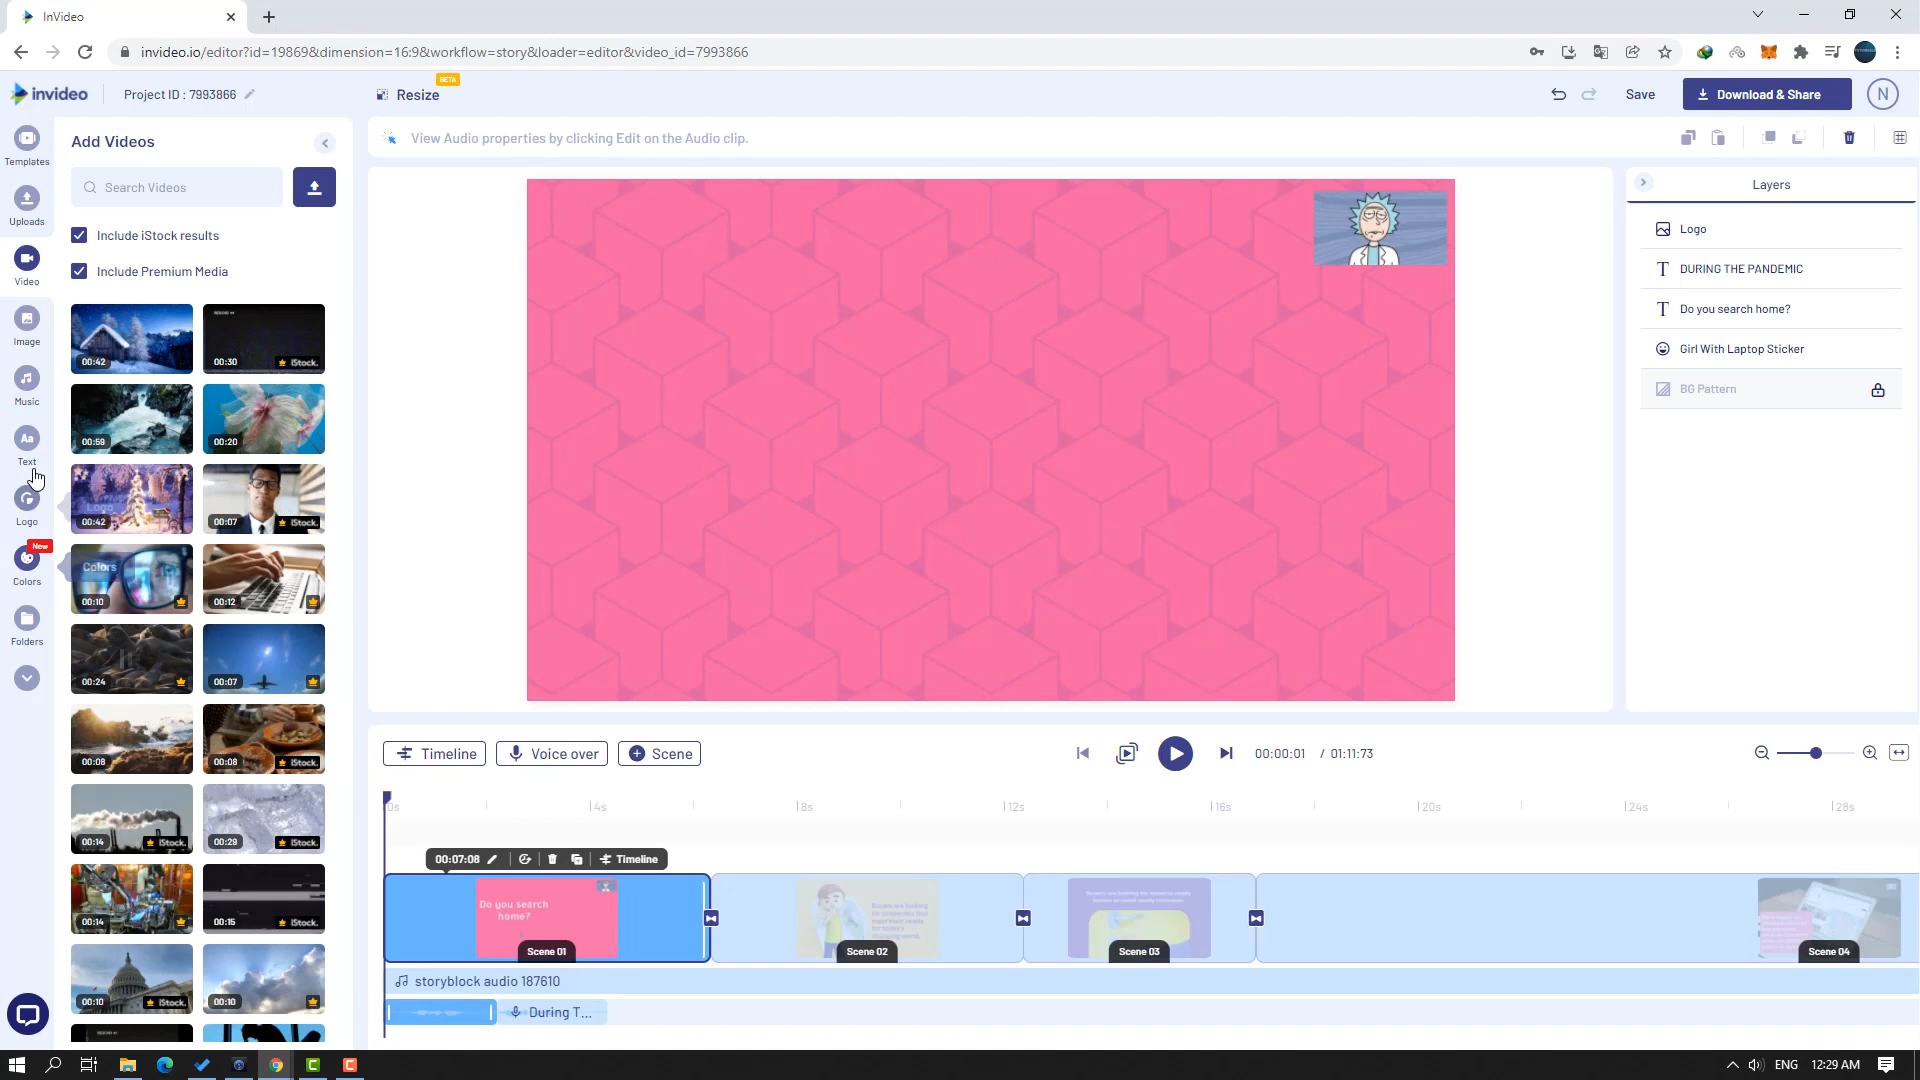 InVideo
invideo.io/editor?id=19869&dimension=16:9&workflow=story&loader=editor&video_id=7993866
invideo
Project ID : 7993866
Resize
BETA
Save
Download & Share
N
Templates
Uploads
Video
Image
Music
Aa
Text
Logo
New
Colors
Folders
Add Videos
Search Videos
Include iStock results
Include Premium Media
00:42
00:30
iStock.
00:59
00:20
Logo
00:42
00:07
iStock.
Colors
00:10
00:12
00:24
00:07
00:08
00:08
iStock.
00:14
iStock.
00:29
iStock.
00:14
00:15
iStock.
00:10
iStock.
00:10
View Audio properties by clicking Edit on the Audio clip.
Layers
Logo
DURING THE PANDEMIC
Do you search home?
Girl With Laptop Sticker
BG Pattern
Timeline
Voice over
Scene
00:00:01 / 01:11:73
0s
4s
8s
12s
16s
20s
24s
28s
00:07:08
Timeline
Do you search
home?
Scene 01
Scene 02
Scene 03
Scene 04
storyblock audio 187610
During T...
ENG
12:29 AM